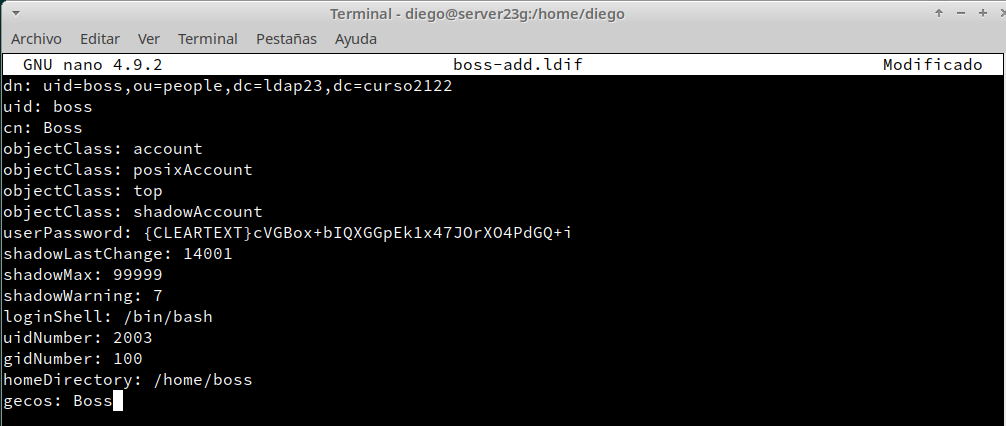 Terminal - diego@server23g:/home/diego
Archivo Editar Ver Terminal Pestañas Ayuda
GNU nano 4.9.2 boss-add.ldif Modificado
dn: uid=boss,ou=people,dc=ldap23,dc=curso2122
uid: boss
cn: Boss
objectClass: account
objectClass: posixAccount
objectClass: top
objectClass: shadowAccount
userPassword: {CLEARTEXT}cVGBox+bIQXGGpEk1x47JOrXO4PdGQ+i
shadowLastChange: 14001
shadowMax: 99999
shadowWarning: 7
loginShell: /bin/bash
uidNumber: 2003
gidNumber: 100
homeDirectory: /home/boss
gecos: Boss